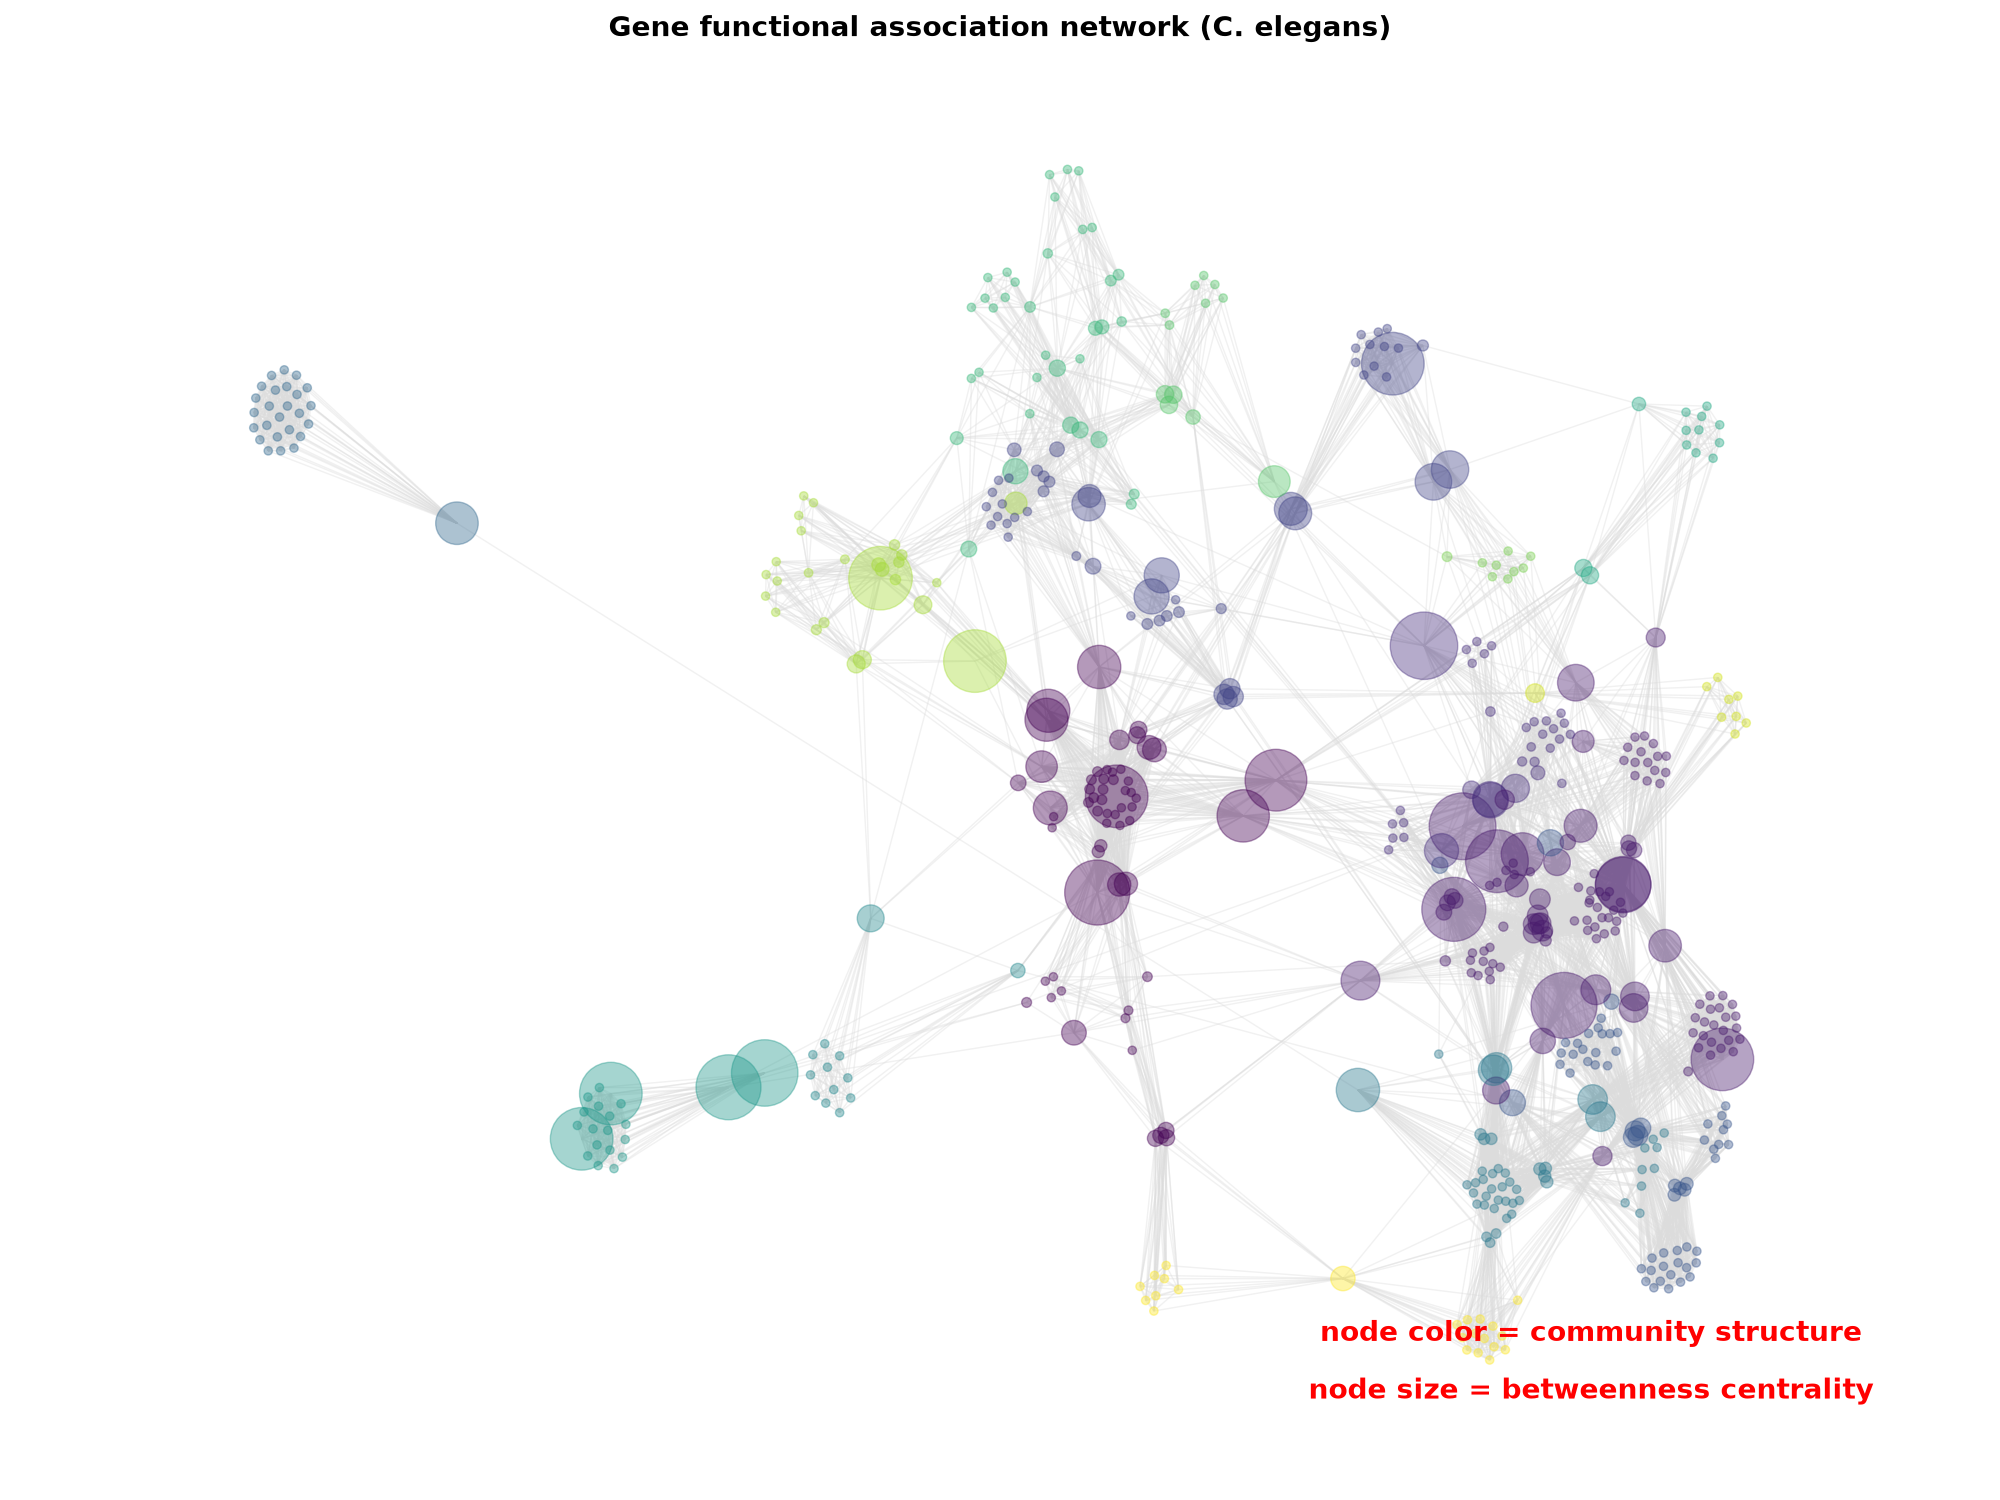 Gene functional association network (C. elegans)
node color = community structure
node size = betweenness centrality